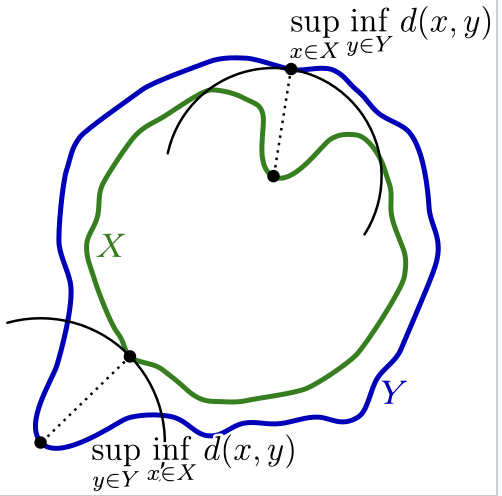 sup inf d(x, y)
x∈X y∈Y
X
Y
sup inf d(x, y)
y∈Y x∈X